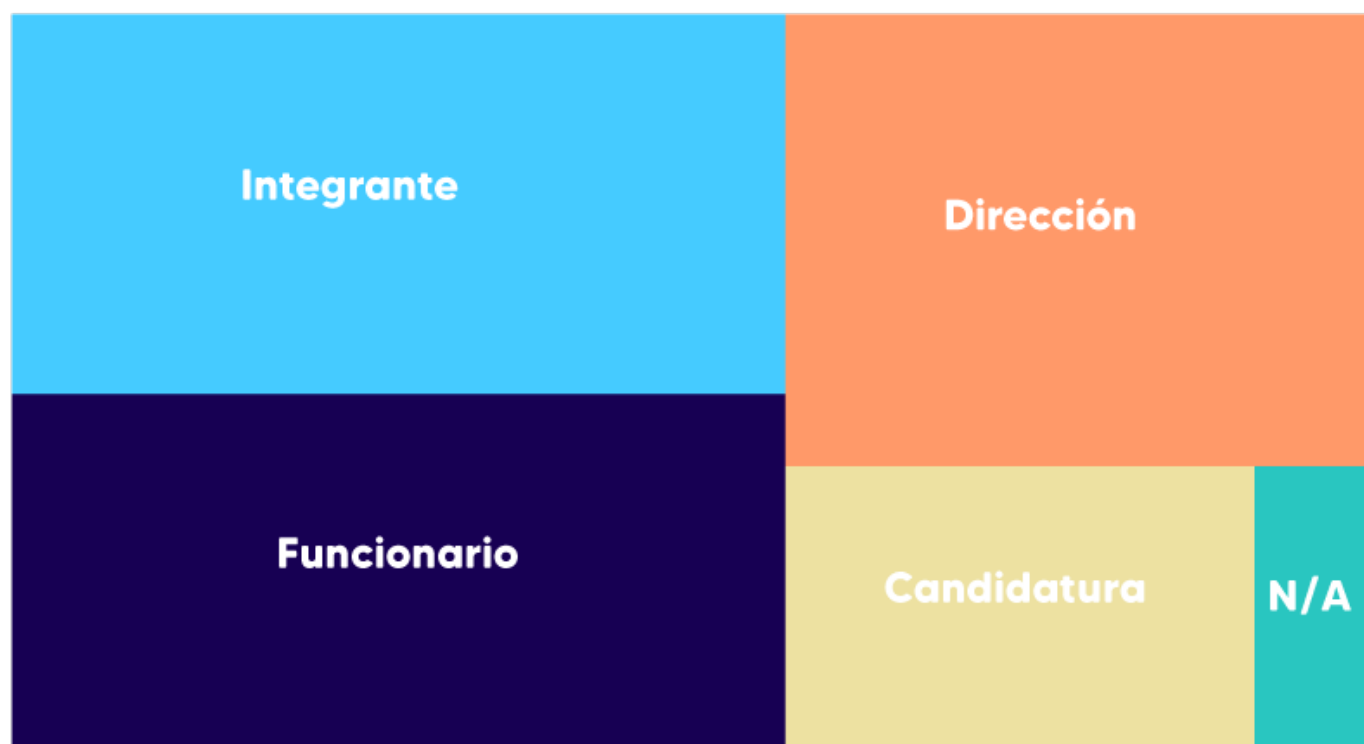 Integrante
Dirección
Funcionario
Candidatura
N/A